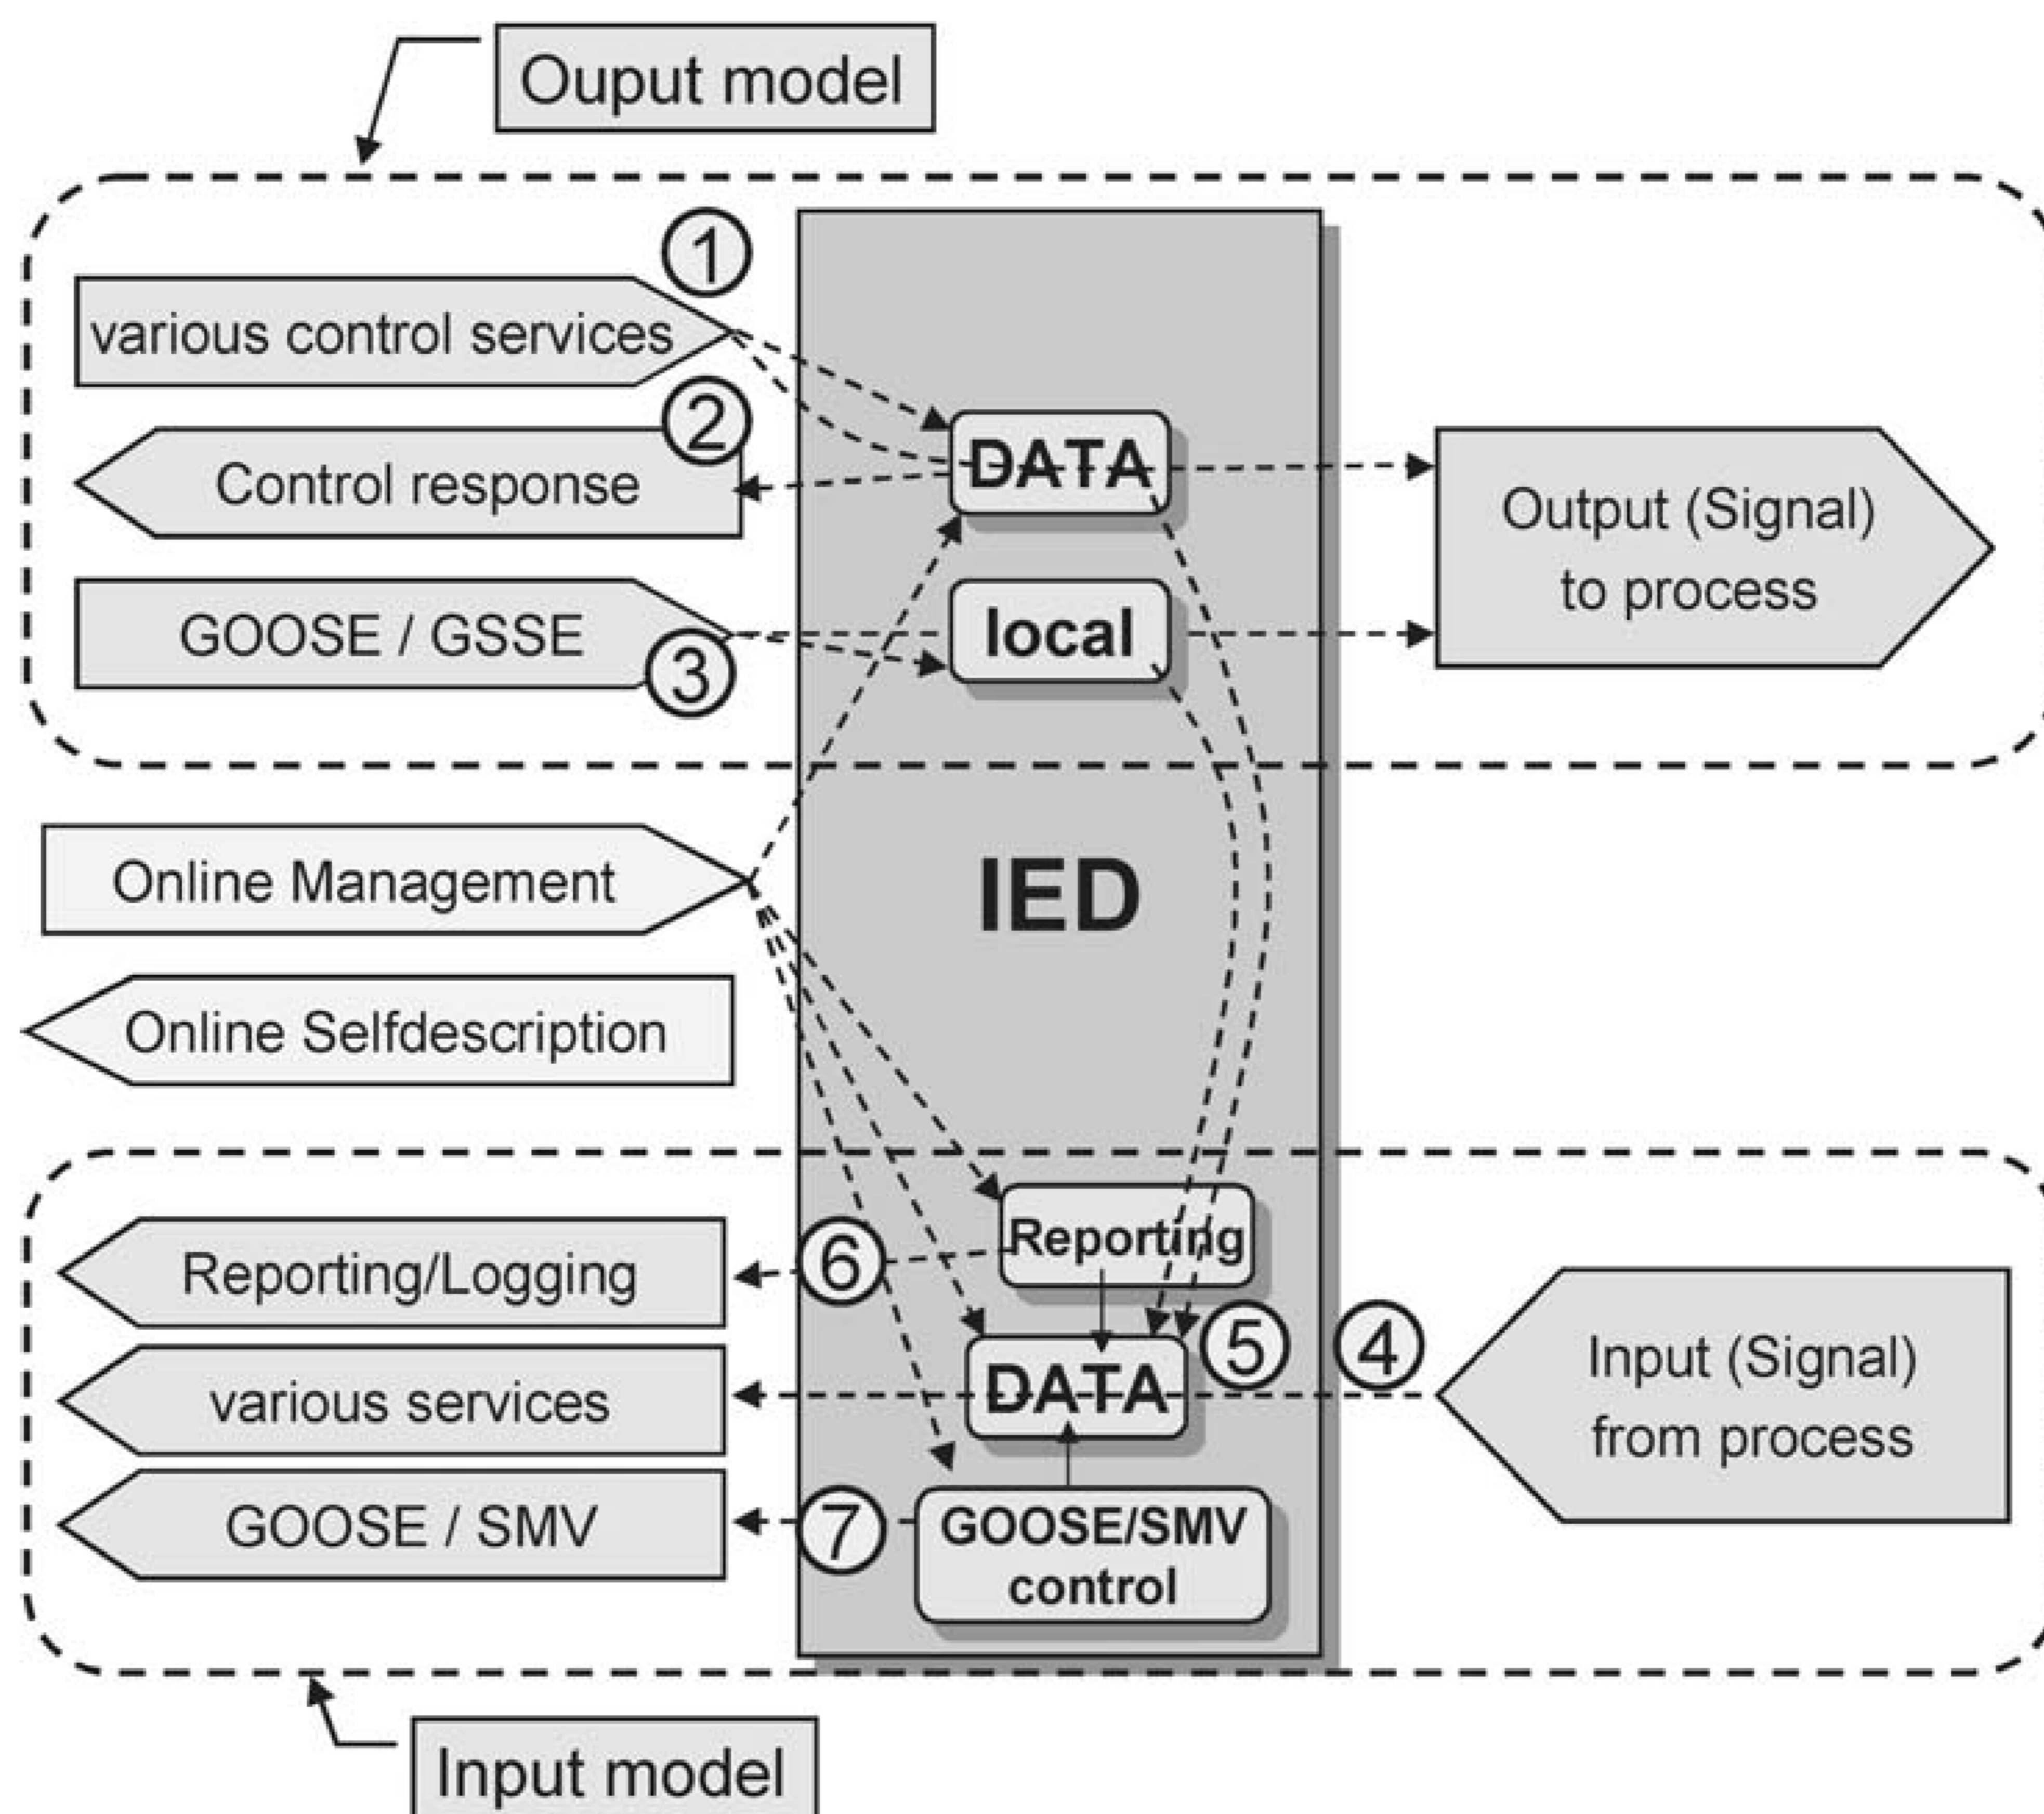 Ouput model
①
various control services
②
DATA
Control response
Output (Signal)
to process
GOOSE / GSSE
③
local
Online Management
IED
Online Selfdescription
Reporting
Reporting/Logging
⑥
⑤
④
various services
DATA
Input (Signal)
from process
GOOSE / SMV
⑦
GOOSE/SMV
control
Input model